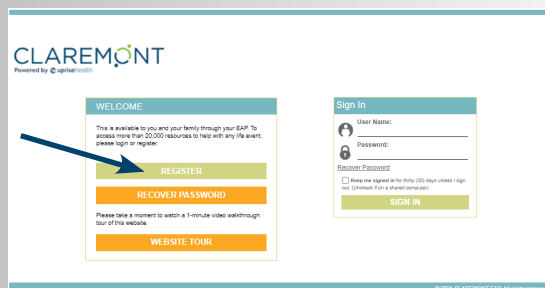 CLAREMONT
Powered by uprisehealth
WELCOME
This is available to you and your family through your EAP. To
access more than 20,000 resources to help with any life event,
please login or register.
REGISTER
RECOVER PASSWORD
Please take a moment to watch a 1-minute video walkthrough
tour of this website.
WEBSITE TOUR
Sign In
User Name:
Password:
Recover Password
Keep me signed in for thirty (30) days unless I sign
out. (Uncheck if on a shared computer)
SIGN IN
CLAREMONT EAP